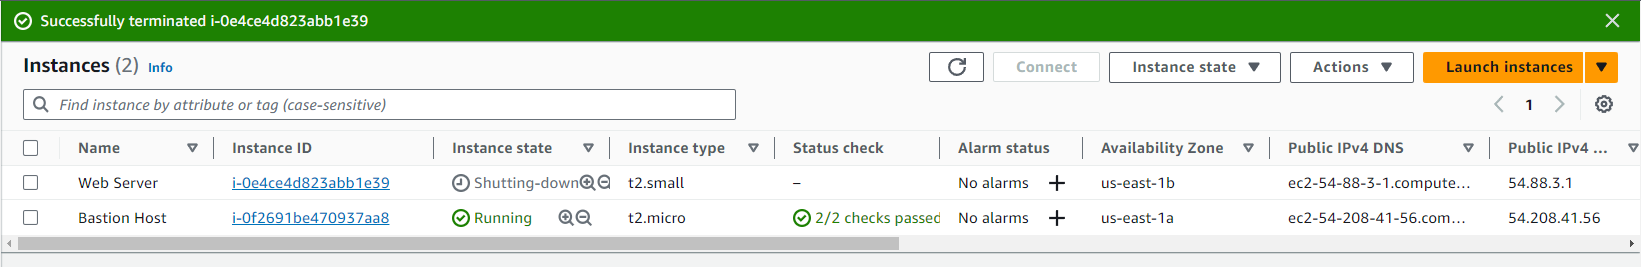 Successfully terminated i-0e4ce4d823abb1e39
Instances (2) Info
Connect Instance state Actions Launch instances
Find instance by attribute or tag (case-sensitive)
1
Name Instance ID Instance state Instance type Status check Alarm status Availability Zone Public IPv4 DNS Public IPv4 ...
Web Server i-0e4ce4d823abb1e39 Shutting-down t2.small – No alarms + us-east-1b ec2-54-88-3-1.compute... 54.88.3.1
Bastion Host i-0f2691be470937aa8 Running t2.micro 2/2 checks passed No alarms + us-east-1a ec2-54-208-41-56.com... 54.208.41.56